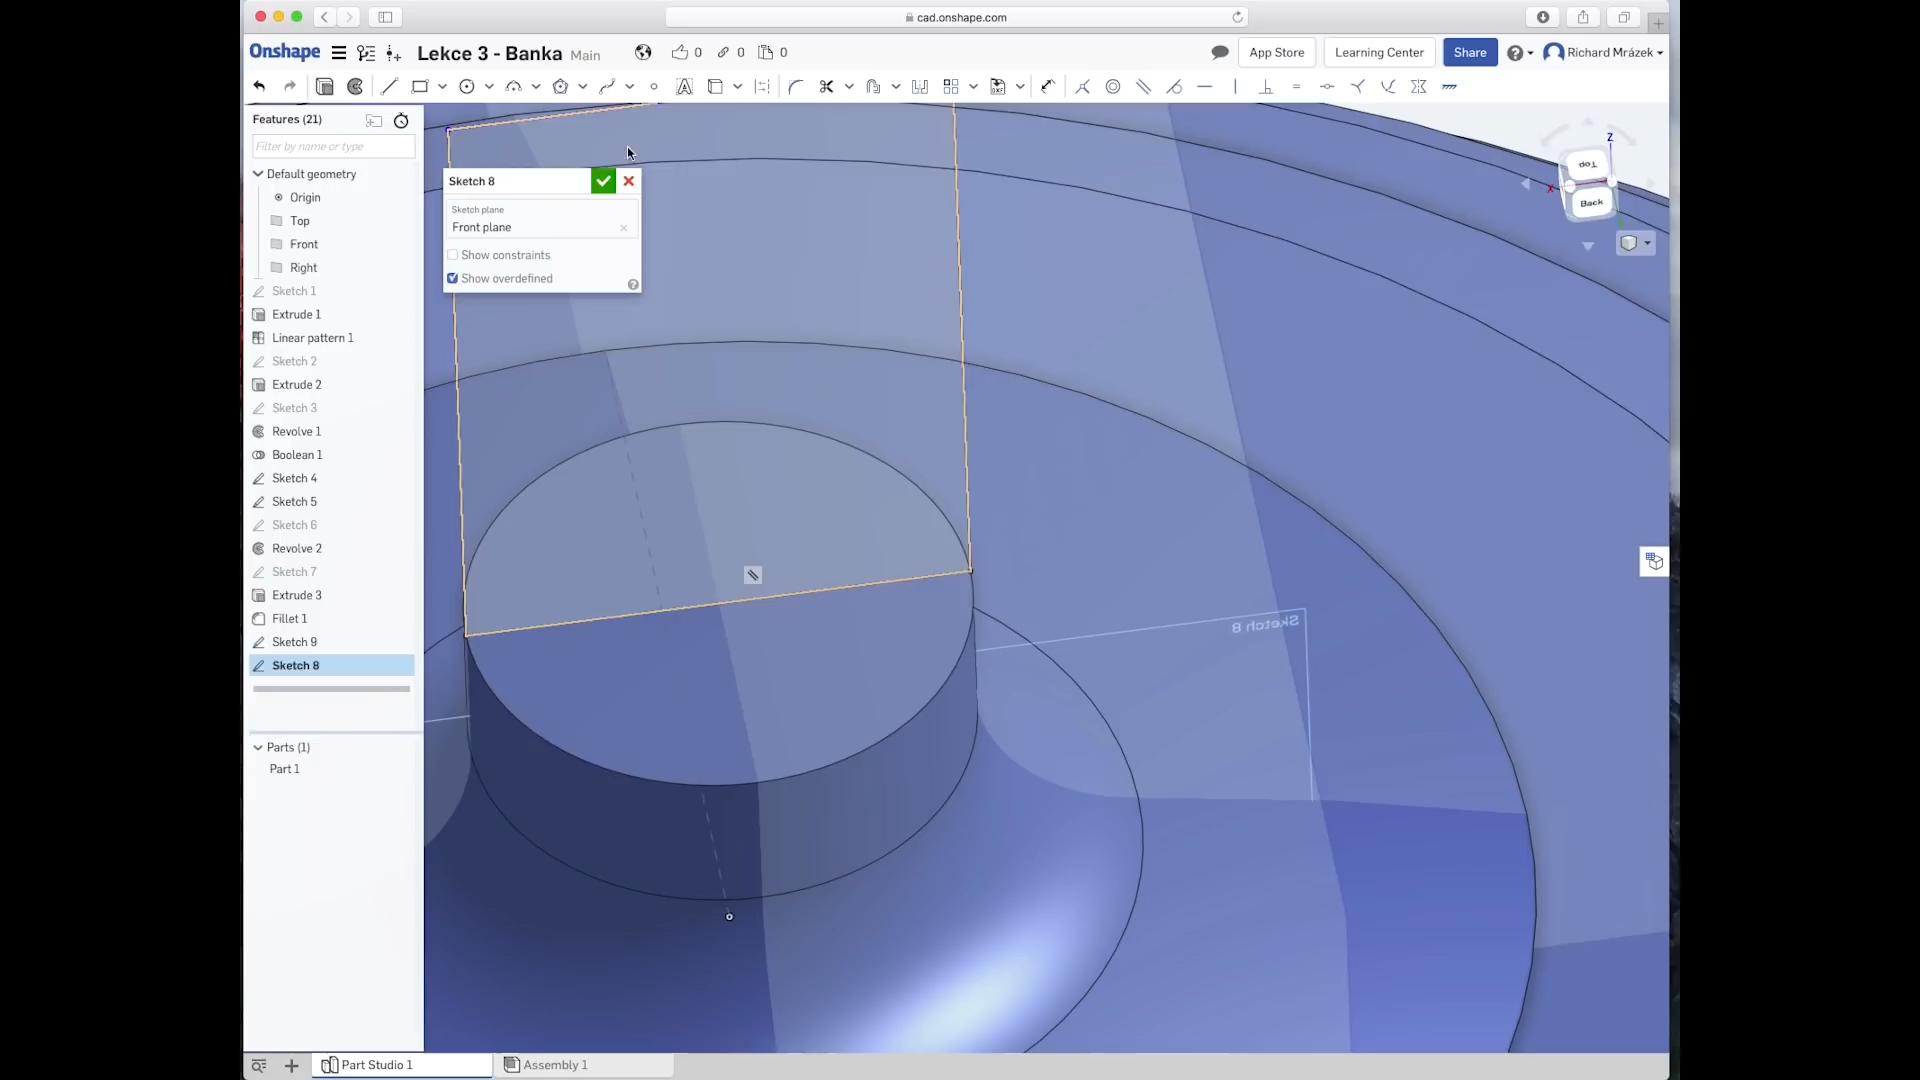 cad.onshape.com
Onshape
Lekce 3 - Banka Main
0 0 0
App Store
Learning Center
Share
Richard Mrázek
Features (21)
Filter by name or type
Default geometry
Origin
Top
Front
Right
Sketch 1
Extrude 1
Linear pattern 1
Sketch 2
Extrude 2
Sketch 3
Revolve 1
Boolean 1
Sketch 4
Sketch 5
Sketch 6
Revolve 2
Sketch 7
Extrude 3
Fillet 1
Sketch 9
Sketch 8
Parts (1)
Part 1
Sketch 8
Sketch plane
Front plane
Show constraints
Show overdefined
Z
Top
X
Back
Sketch 8
Part Studio 1
Assembly 1